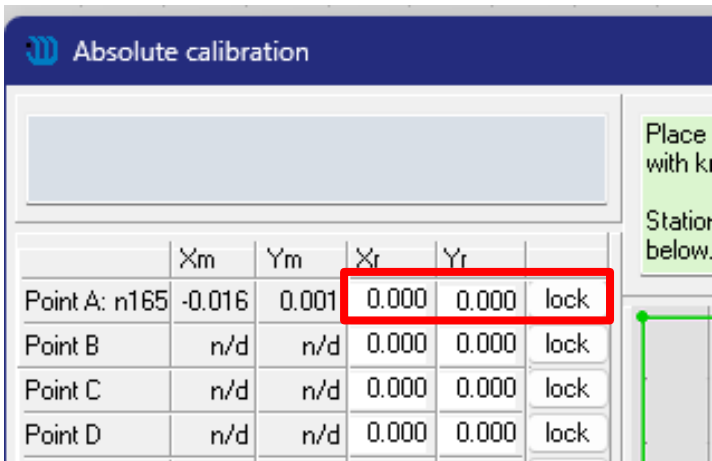 Absolute calibration
Place
with
Station
below.
Xm Ym Xr Yr
Point A: n165 -0.016 0.001 0.000 0.000 lock
Point B n/d n/d 0.000 0.000 lock
Point C n/d n/d 0.000 0.000 lock
Point D n/d n/d 0.000 0.000 lock